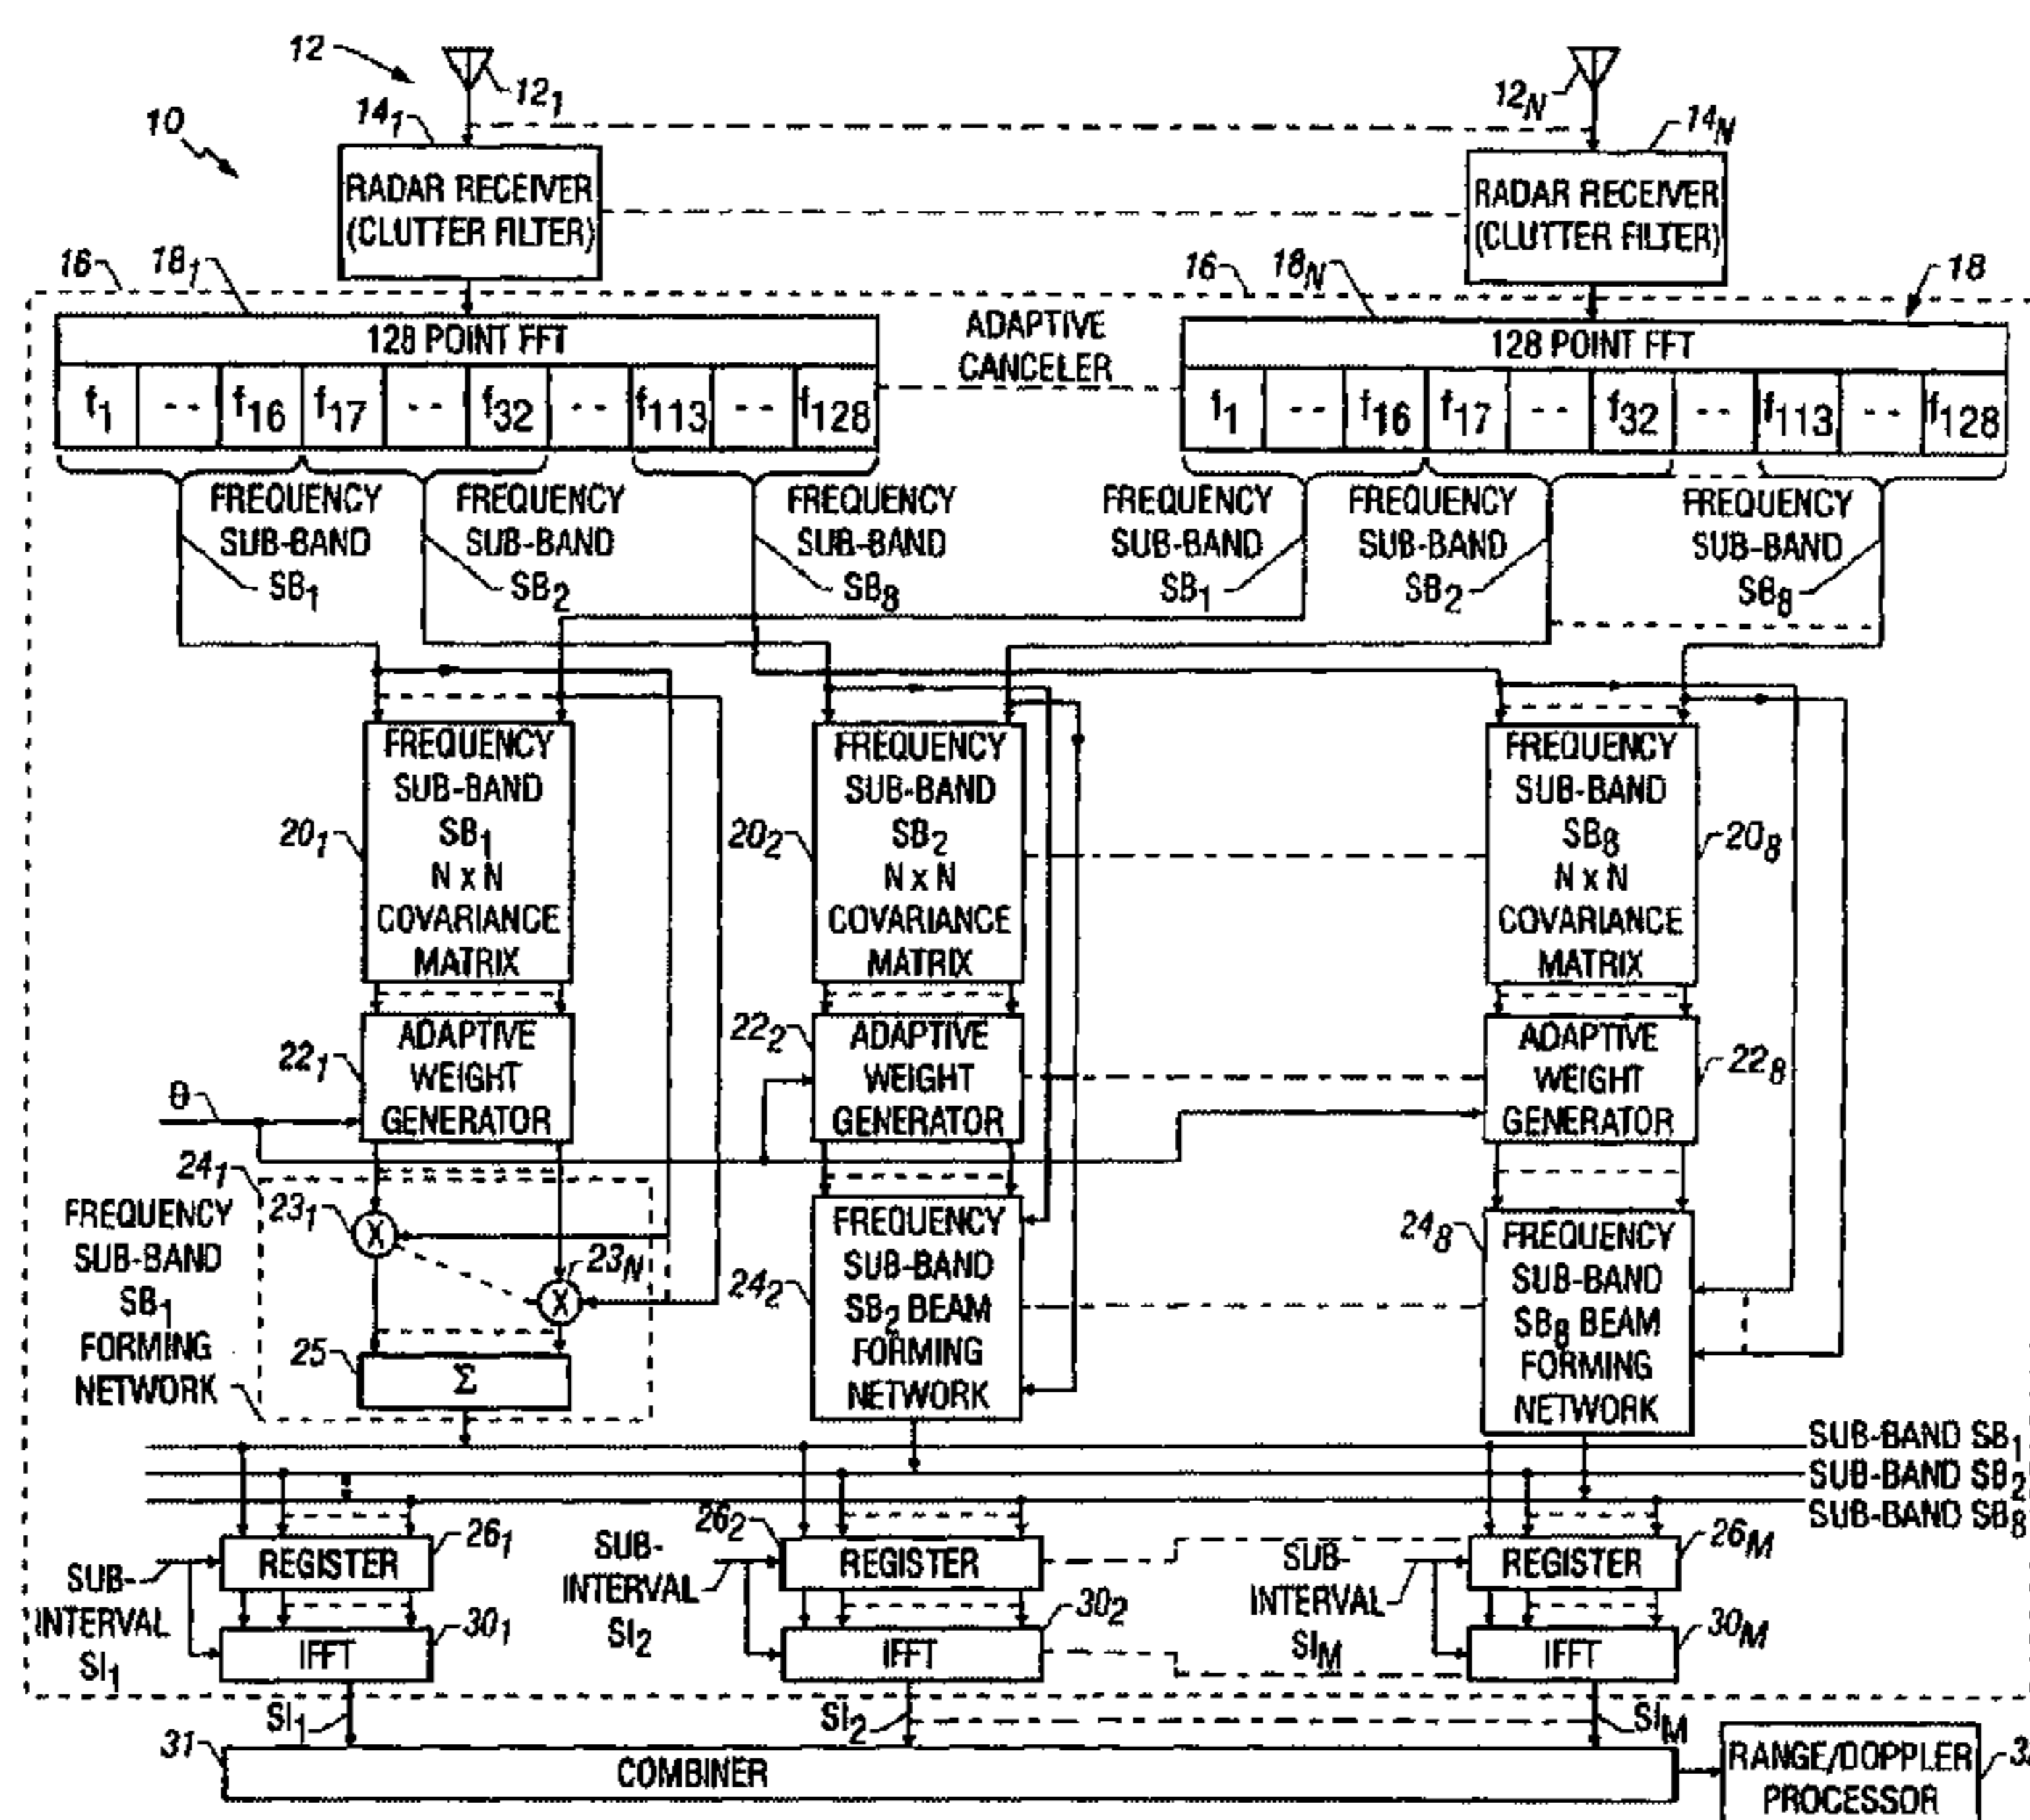 12
12₁
12N
10
14₁
14N
RADAR RECEIVER
(CLUTTER FILTER)
RADAR RECEIVER
(CLUTTER FILTER)
16
18₁
16
18N
18
128 POINT FFT
ADAPTIVE
CANCELER
128 POINT FFT
f₁ -- f₁₆ f₁₇ -- f₃₂ -- f₁₁₃ -- f₁₂₈
f₁ -- f₁₆ f₁₇ -- f₃₂ -- f₁₁₃ -- f₁₂₈
FREQUENCY
SUB-BAND
SB₁
FREQUENCY
SUB-BAND
SB₂
FREQUENCY
SUB-BAND
SB₈
FREQUENCY
SUB-BAND
SB₁
FREQUENCY
SUB-BAND
SB₂
FREQUENCY
SUB-BAND
SB₈
20₁
FREQUENCY
SUB-BAND
SB₁
N x N
COVARIANCE
MATRIX
20₂
FREQUENCY
SUB-BAND
SB₂
N x N
COVARIANCE
MATRIX
FREQUENCY
SUB-BAND
SB₈
N x N
COVARIANCE
MATRIX
20₈
22₁
ADAPTIVE
WEIGHT
GENERATOR
22₂
ADAPTIVE
WEIGHT
GENERATOR
ADAPTIVE
WEIGHT
GENERATOR
22₈
θ
24₁
FREQUENCY
SUB-BAND
SB₁
FORMING
NETWORK
23₁
X
23N
X
25
Σ
24₂
FREQUENCY
SUB-BAND
SB₂ BEAM
FORMING
NETWORK
24₈
FREQUENCY
SUB-BAND
SB₈ BEAM
FORMING
NETWORK
SUB-BAND SB₁
SUB-BAND SB₂
SUB-BAND SB₈
SUB-
INTERVAL
SI₁
REGISTER
26₁
IFFT
30₁
SUB-
INTERVAL
SI₂
26₂
REGISTER
IFFT
30₂
SUB-
INTERVAL
SIM
REGISTER
26M
IFFT
30M
SI₁
SI₂
SIM
31
COMBINER
RANGE/DOPPLER
PROCESSOR